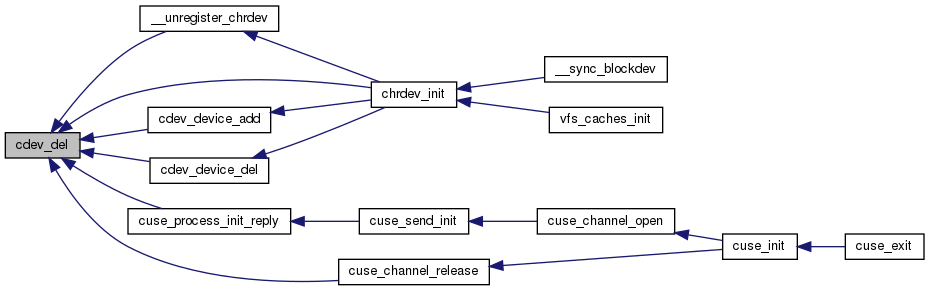 __unregister_chrdev
__sync_blockdev
chrdev_init
cdev_device_add
vfs_caches_init
cdev_del
cdev_device_del
cuse_process_init_reply
cuse_send_init
cuse_channel_open
cuse_init
cuse_exit
cuse_channel_release